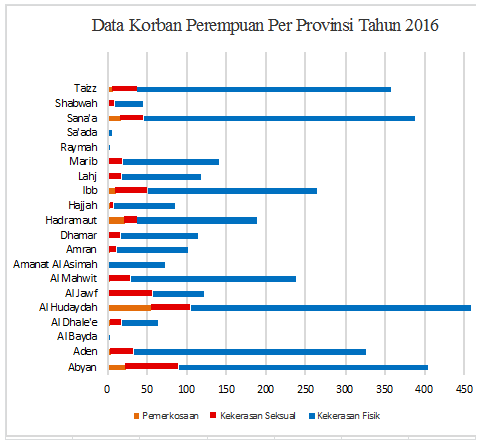 Data Korban Perempuan Per Provinsi Tahun 2016
Taizz
Shabwah
Sana'a
Sa'ada
Raymah
Marib
Lahj
Ibb
Hajjah
Hadramaut
Dhamar
Amran
Amanat Al Asimah
Al Mahwit
Al Jawf
Al Hudaydah
Al Dhale'e
Al Bayda
Aden
Abyan
0 50 100 150 200 250 300 350 400 450
Pemerkosaan Kekerasan Seksual Kekerasan Fisik